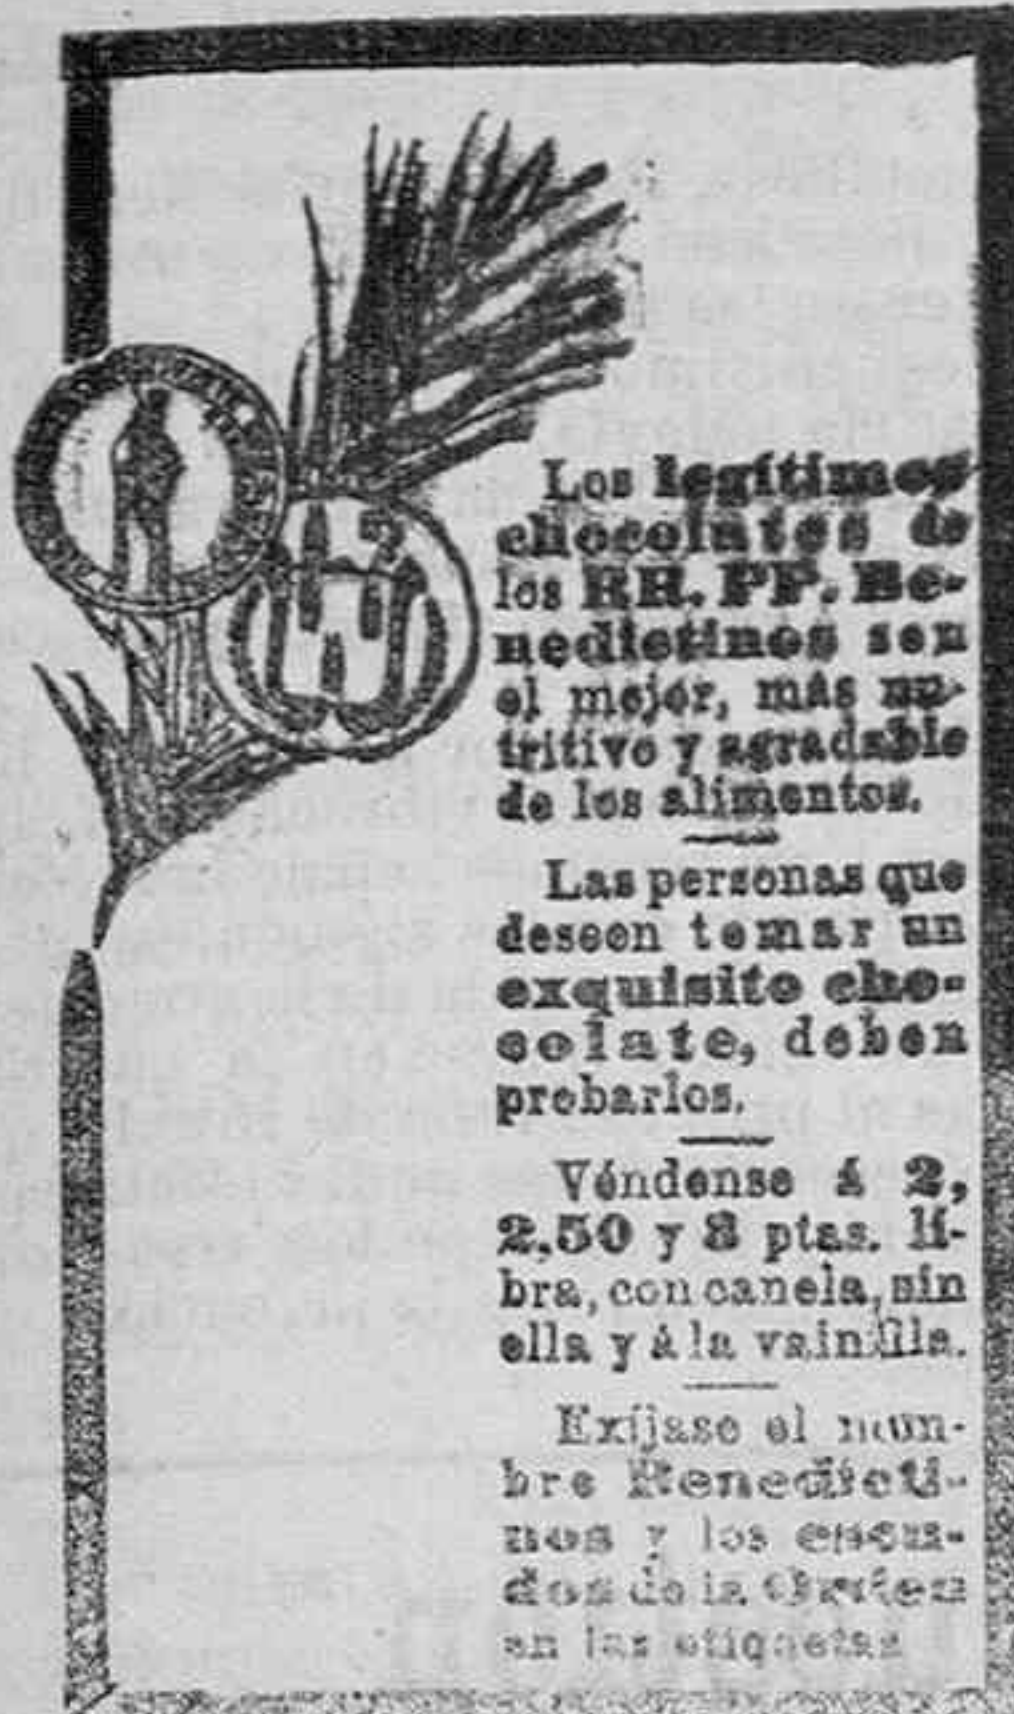 Los legítimos
chocolates de
los RR. PP. Be-
nedictinos son
el mejor, más nu-
tritivo y agradable
de los alimentos.
Las personas que
deseen tomar un
exquisito cho-
colate, deben
probarlos.
Véndense á 2,
2,50 y 3 ptas. li-
bra, con canela, sin
ella y á la vainilla.
Exíjase el nom-
bre Benedicti-
nos y los escu-
dos de la Orden
en las etiquetas